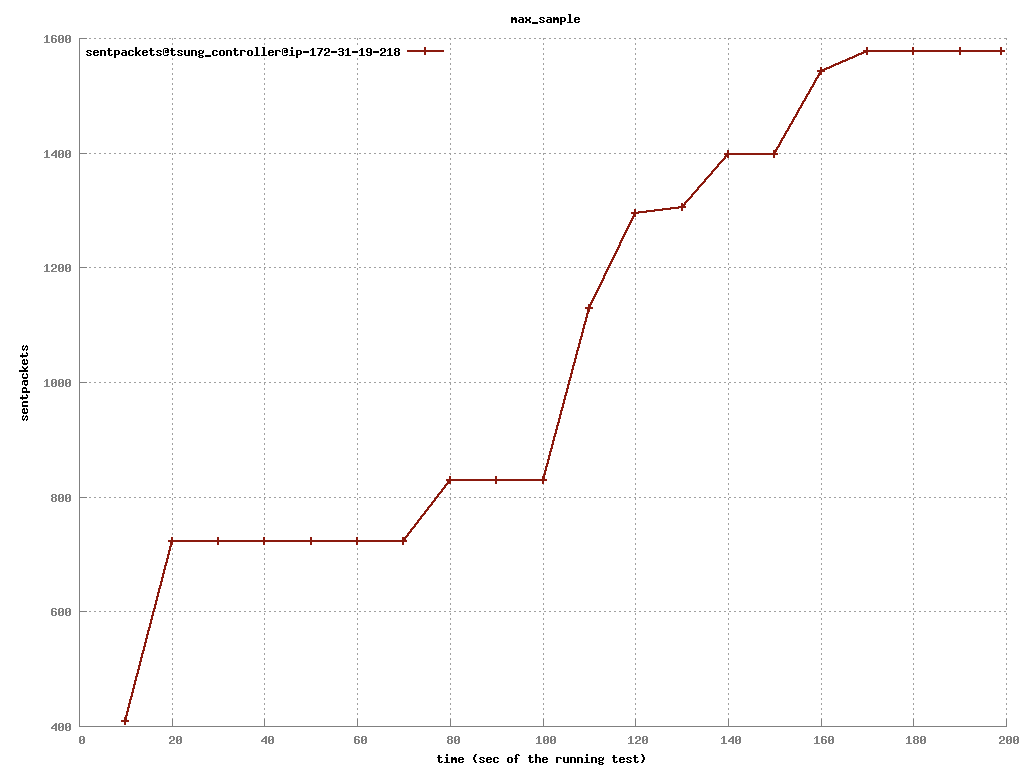 max_sample
1600
sentpackets@tsung_controller@ip-172-31-19-218
1400
1200
1000
800
600
400
sentpackets
0 20 40 60 80 100 120 140 160 180 200
time (sec of the running test)